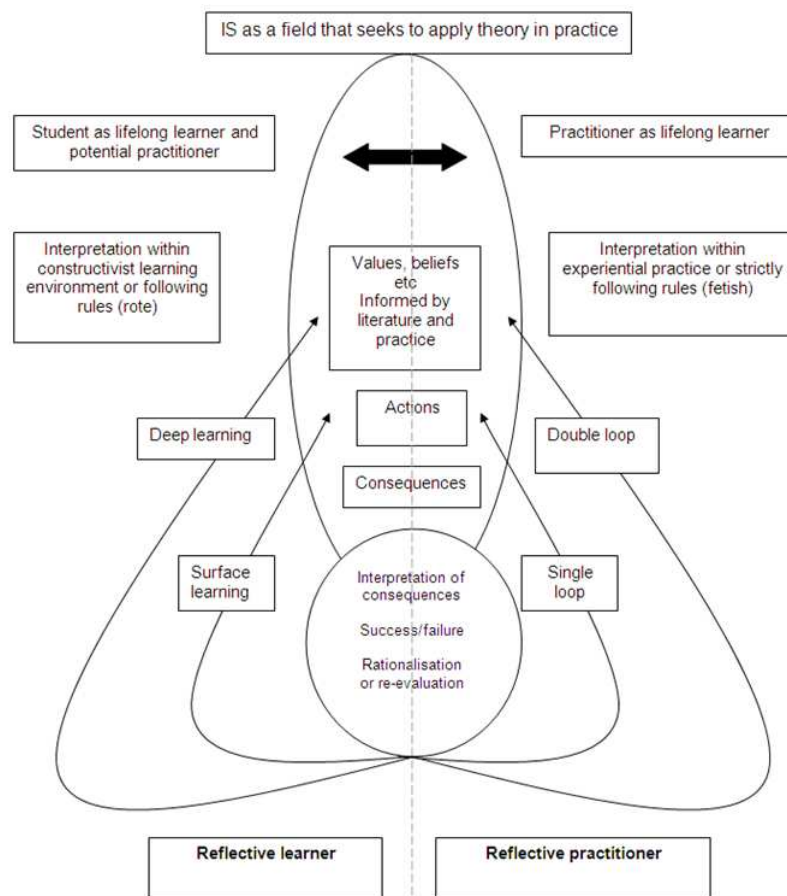 IS as a field that seeks to apply theory in practice
Student as lifelong learner and
potential practitioner
Practitioner as lifelong learner
Interpretation within
constructivist learning
environment or following
rules (rote)
Values, beliefs
etc
Informed by
literature and
practice
Interpretation within
experiential practice or strictly
following rules (fetish)
Deep learning
Actions
Double loop
Consequences
Surface
learning
Interpretation of
consequences
Success/failure
Rationalisation
or re-evaluation
Single
loop
Reflective learner
Reflective practitioner